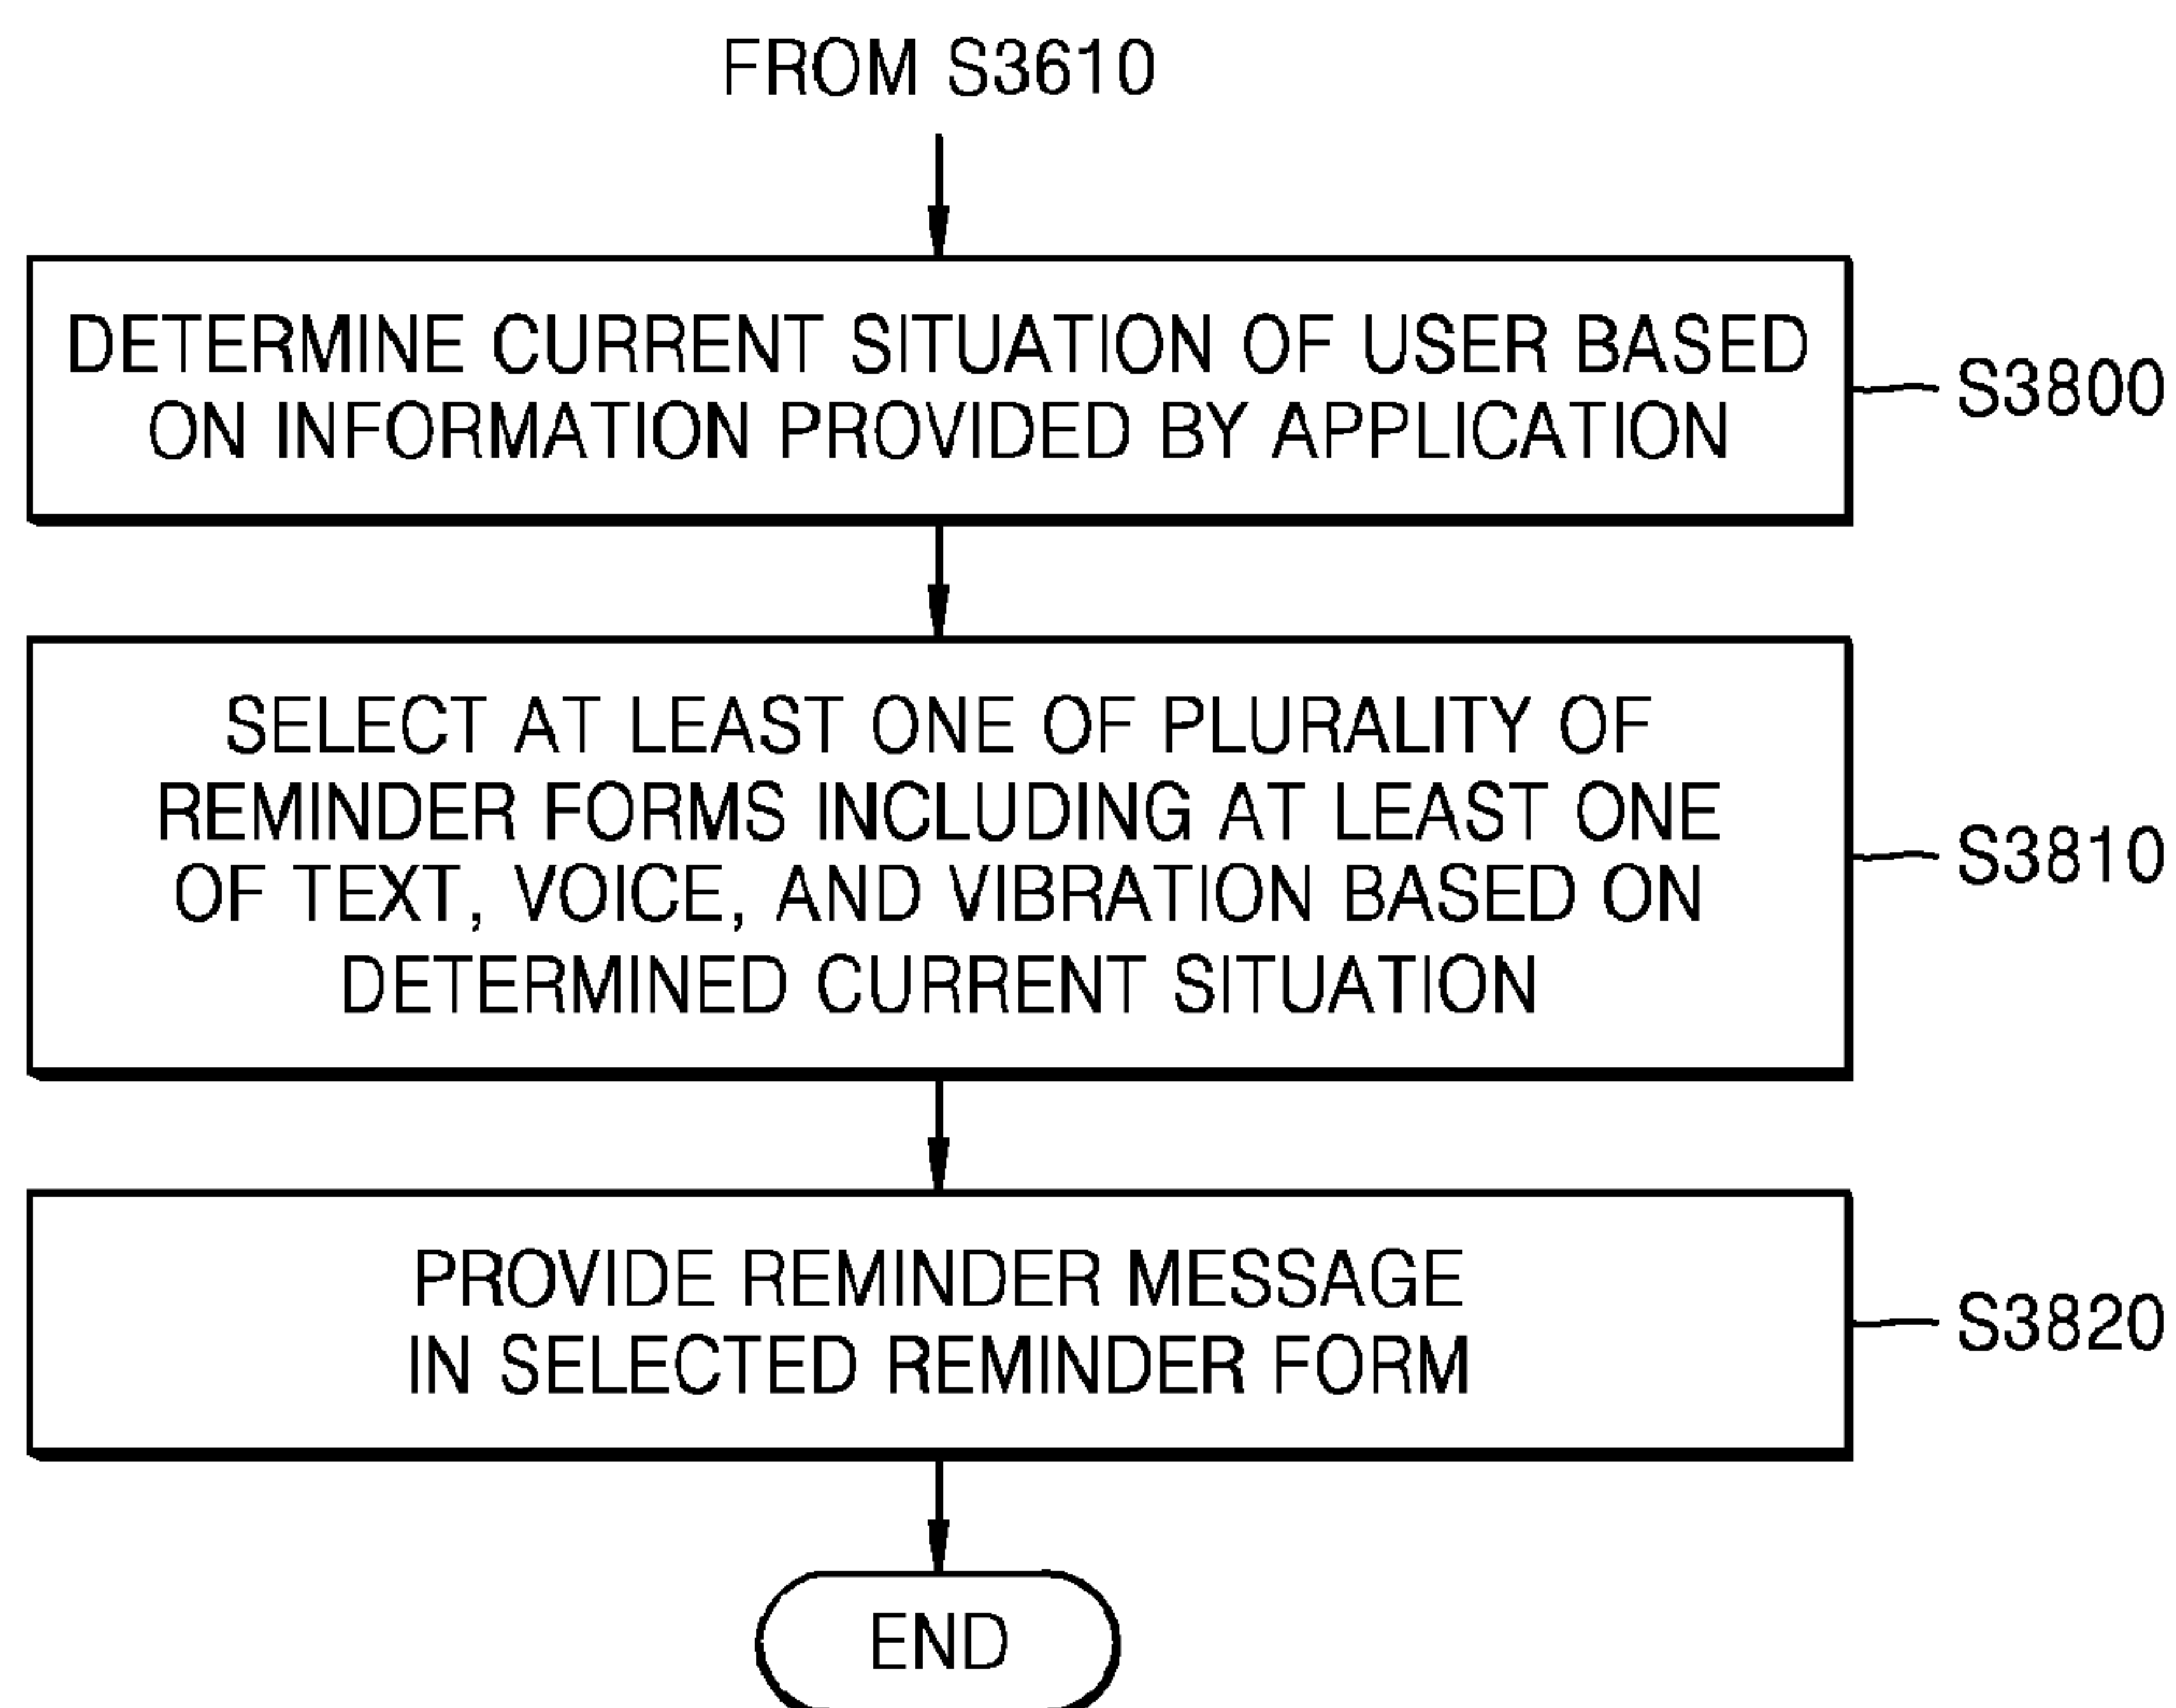 FROM S3610
DETERMINE CURRENT SITUATION OF USER BASED
ON INFORMATION PROVIDED BY APPLICATION
S3800
SELECT AT LEAST ONE OF PLURALITY OF
REMINDER FORMS INCLUDING AT LEAST ONE
OF TEXT, VOICE, AND VIBRATION BASED ON
DETERMINED CURRENT SITUATION
S3810
PROVIDE REMINDER MESSAGE
IN SELECTED REMINDER FORM
S3820
END